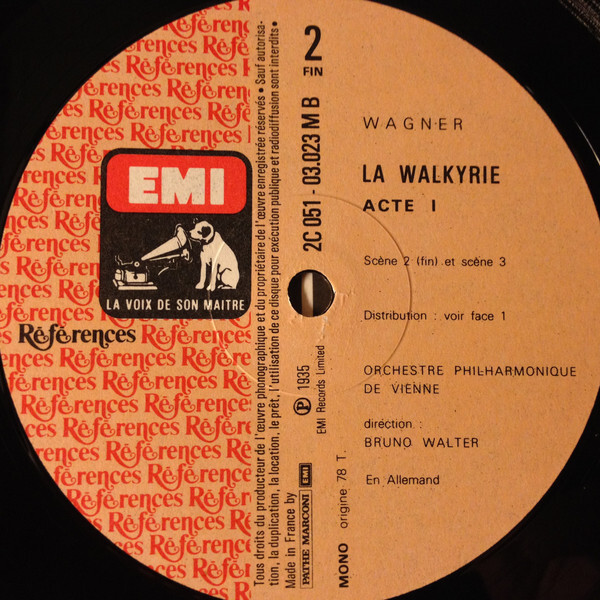 Références
EMI
LA VOIX DE SON MAITRE
Références
Tous droits du producteur de l'œuvre phonographique et du propriétaire de l'œuvre enregistrée réservés • Sauf autorisa-
tion, la duplication, la location, le prêt, l'utilisation de ce disque pour exécution publique et radiodiffusion sont interdits •
Made in France by
PATHE MARCONI EMI
2
FIN
2C 051 - 03.023 M B
Ⓟ 1935
EMI Records Limited
MONO origine 78 T.
WAGNER
LA WALKYRIE
ACTE I
Scène 2 (fin) et scène 3
Distribution : voir face 1
ORCHESTRE PHILHARMONIQUE
DE VIENNE
diréction :
BRUNO WALTER
En Allemand